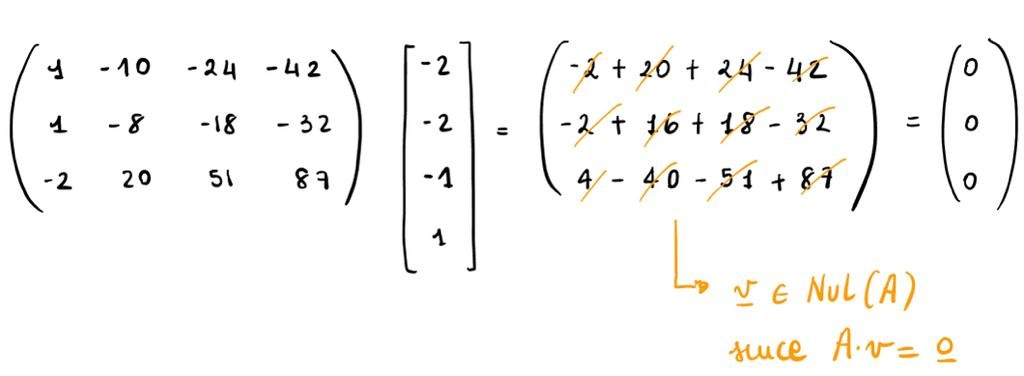 1 -10 -24 -42 -2 -2 + 20 + 24 - 42 0
1 -8 -18 -32 -2 = -2 + 16 + 18 - 32 = 0
-2 20 51 87 -1 4 - 40 - 51 + 87 0
1
v ∈ Nul(A)
since A·v = 0